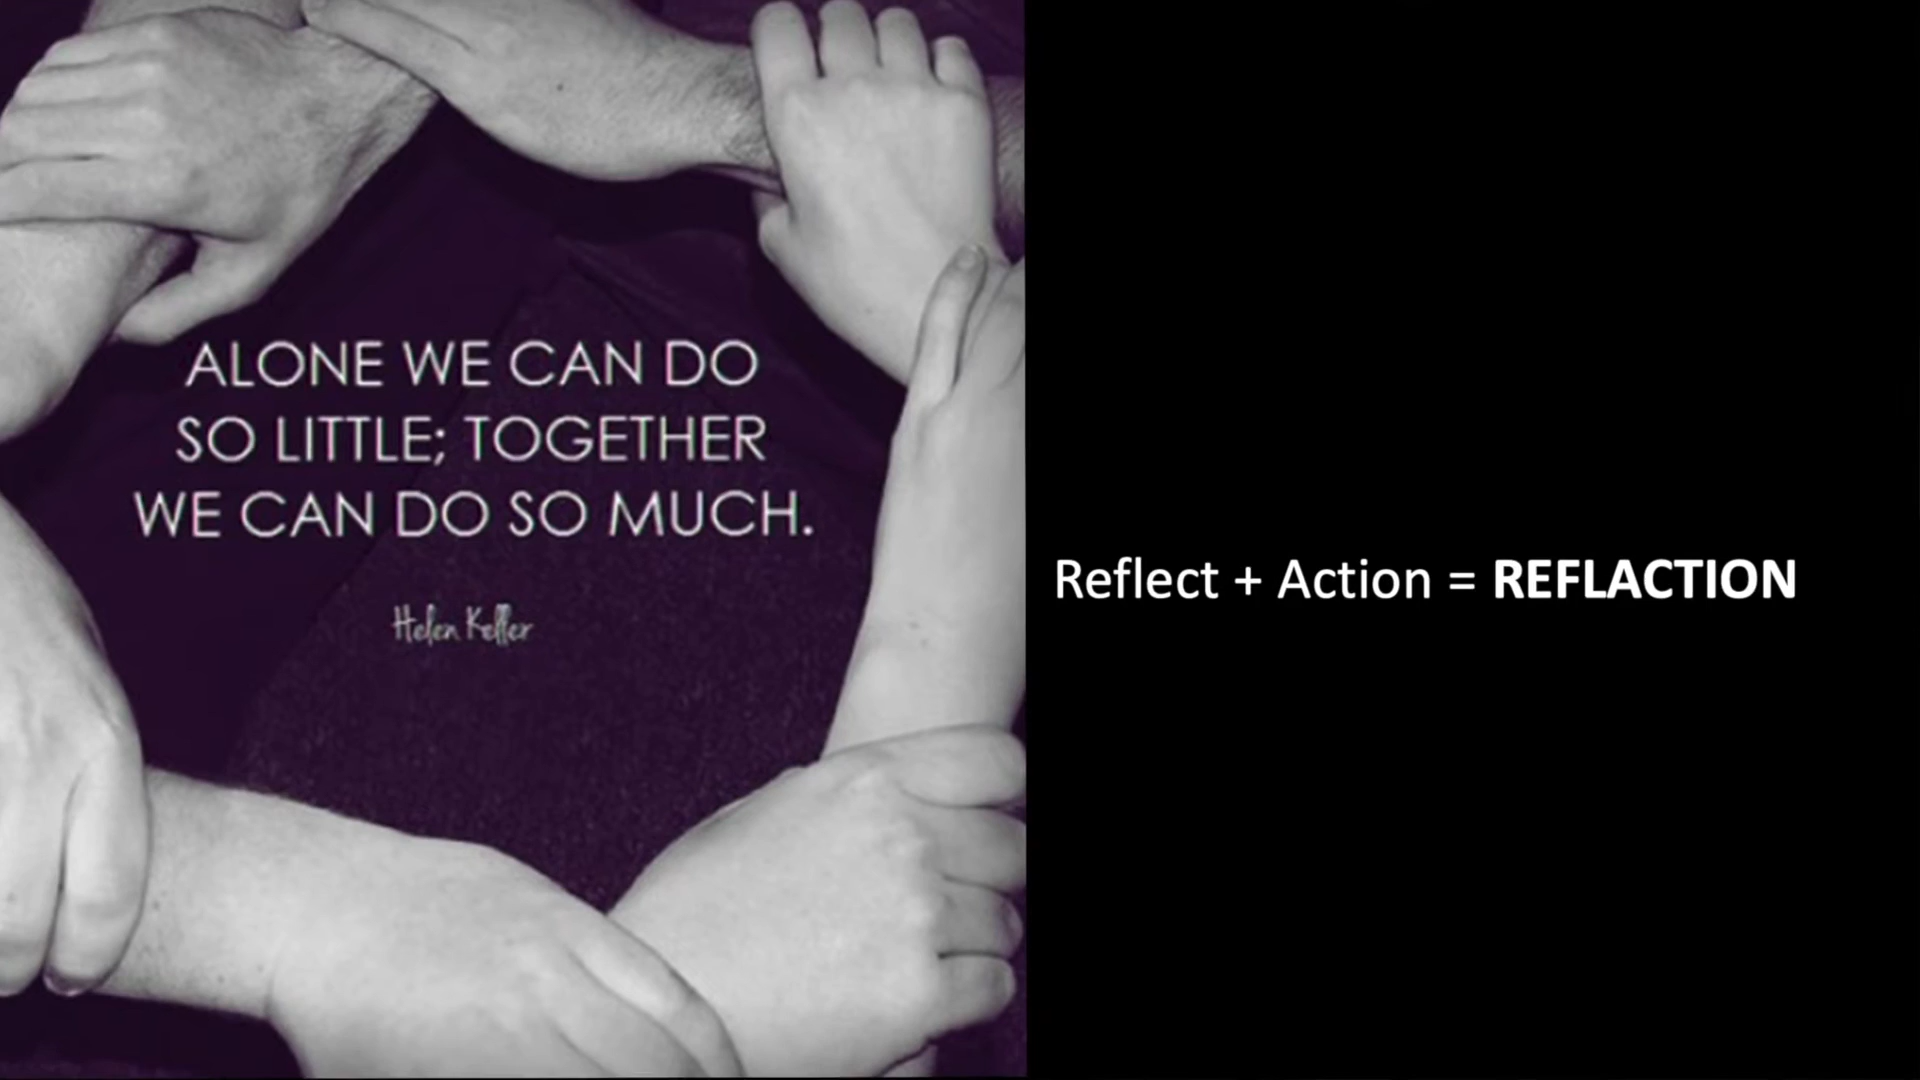 ALONE WE CAN DO
SO LITTLE; TOGETHER
WE CAN DO SO MUCH.
Helen Keller
Reflect + Action = REFLACTION